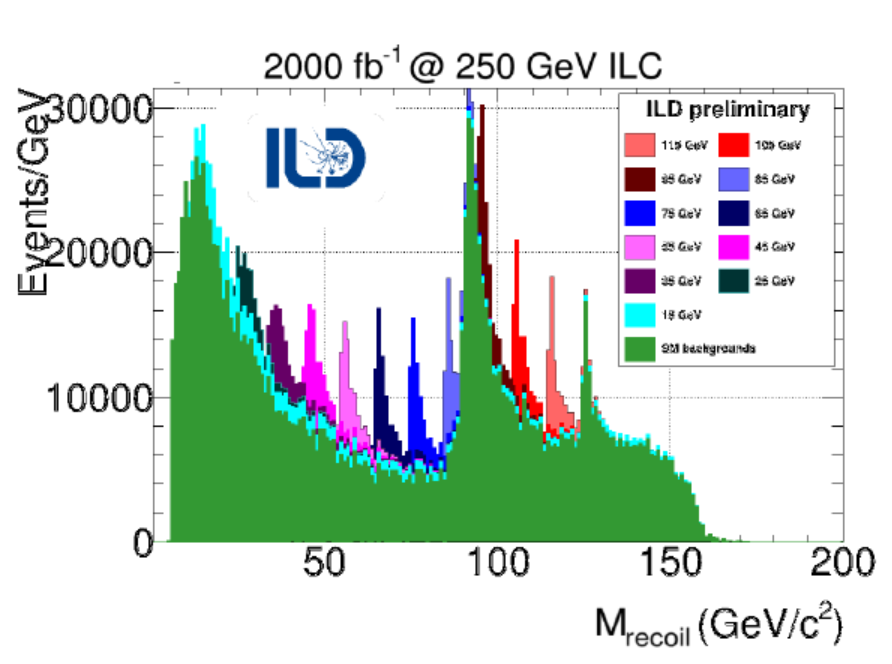 2000 fb-1 @ 250 GeV ILC
Events/GeV
30000
20000
10000
0
ILD
ILD preliminary
115 GeV 105 GeV
95 GeV 85 GeV
75 GeV 65 GeV
55 GeV 45 GeV
35 GeV 25 GeV
15 GeV
SM backgrounds
50 100 150 200
Mrecoil (GeV/c2)